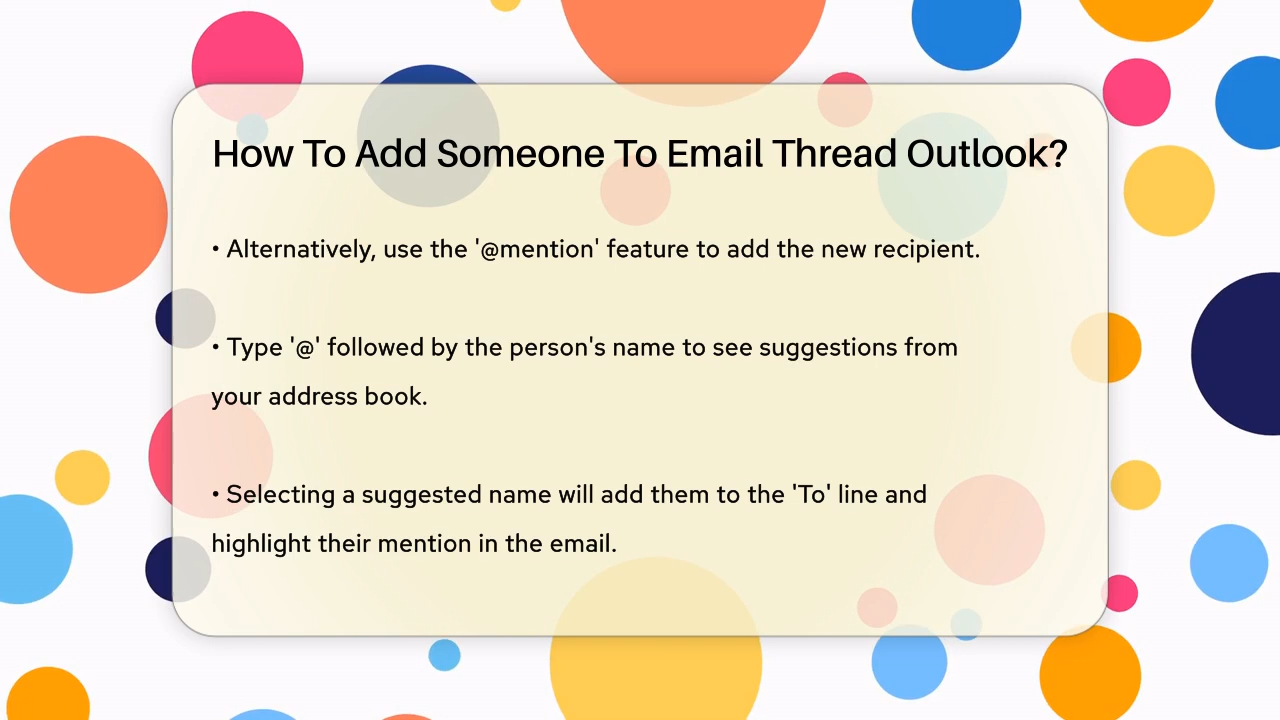 How To Add Someone To Email Thread Outlook?
• Alternatively, use the '@mention' feature to add the new recipient.
• Type '@' followed by the person's name to see suggestions from
your address book.
• Selecting a suggested name will add them to the 'To' line and
highlight their mention in the email.